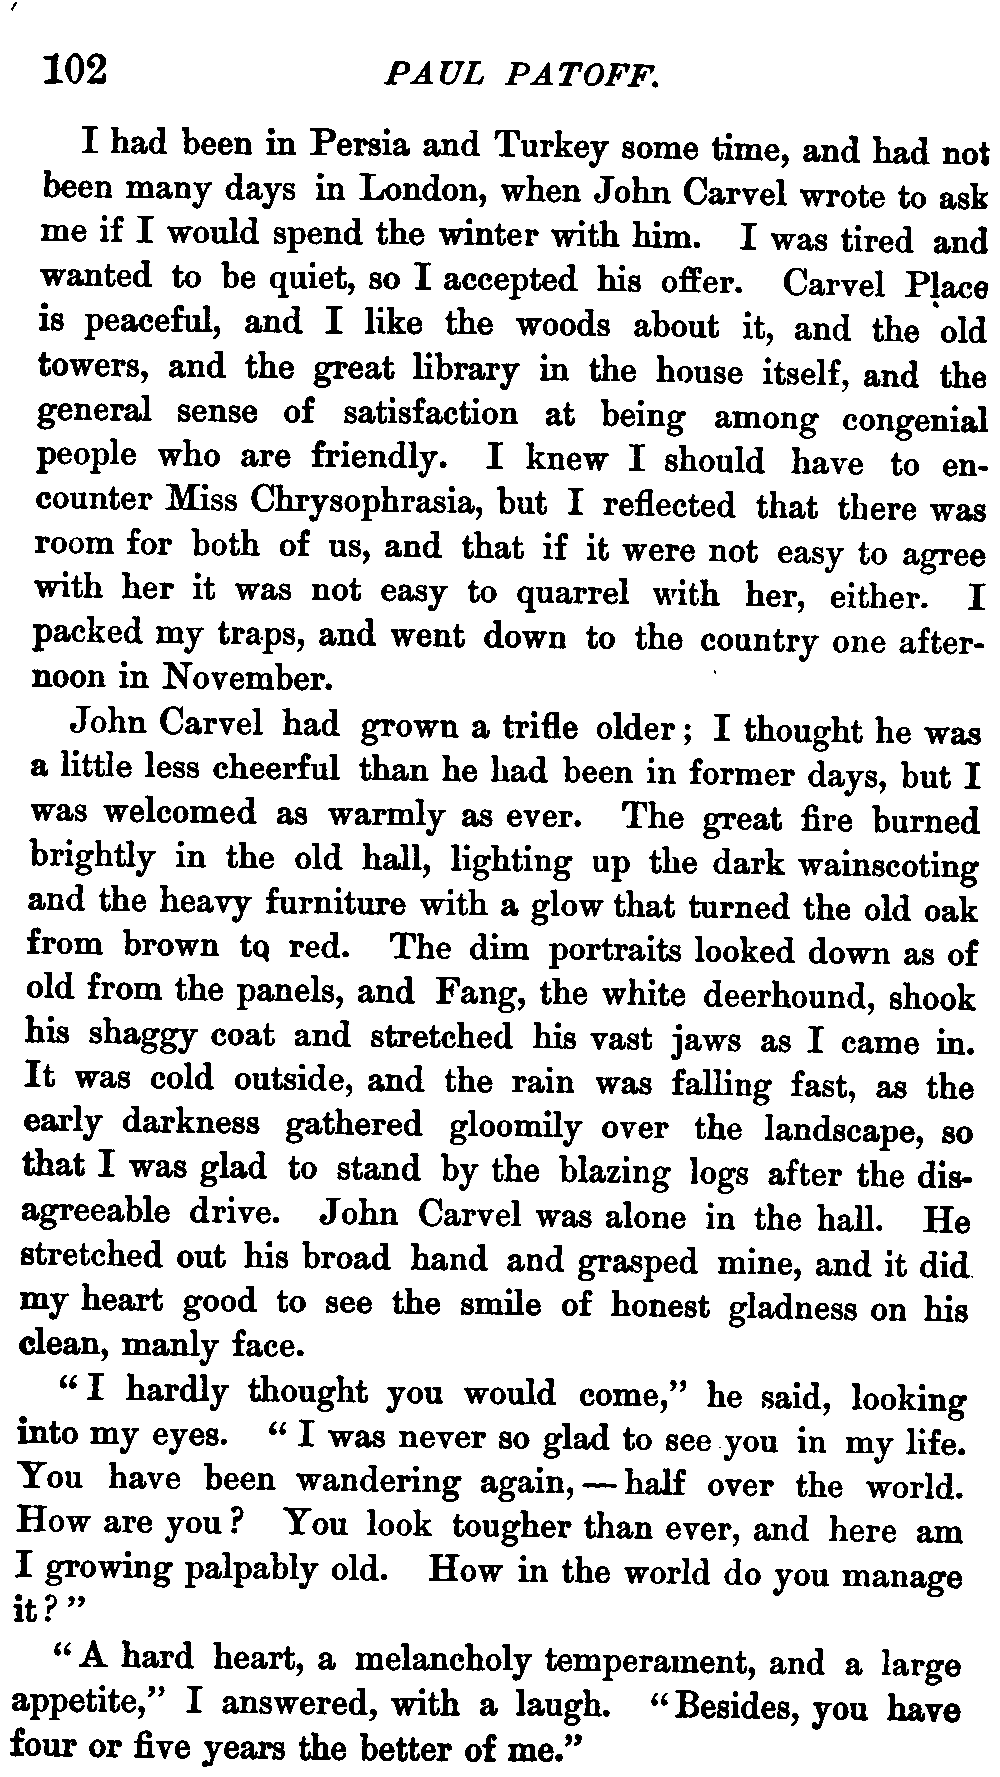 102 PAUL PATOFF.
I had been in Persia and Turkey some time, and had not
been many days in London, when John Carvel wrote to ask
me if I would spend the winter with him. I was tired and
wanted to be quiet, so I accepted his offer. Carvel Place
is peaceful, and I like the woods about it, and the old
towers, and the great library in the house itself, and the
general sense of satisfaction at being among congenial
people who are friendly. I knew I should have to en-
counter Miss Chrysophrasia, but I reflected that there was
room for both of us, and that if it were not easy to agree
with her it was not easy to quarrel with her, either. I
packed my traps, and went down to the country one after-
noon in November.
John Carvel had grown a trifle older; I thought he was
a little less cheerful than he had been in former days, but I
was welcomed as warmly as ever. The great fire burned
brightly in the old hall, lighting up the dark wainscoting
and the heavy furniture with a glow that turned the old oak
from brown to red. The dim portraits looked down as of
old from the panels, and Fang, the white deerhound, shook
his shaggy coat and stretched his vast jaws as I came in.
It was cold outside, and the rain was falling fast, as the
early darkness gathered gloomily over the landscape, so
that I was glad to stand by the blazing logs after the dis-
agreeable drive. John Carvel was alone in the hall. He
stretched out his broad hand and grasped mine, and it did
my heart good to see the smile of honest gladness on his
clean, manly face.
"I hardly thought you would come," he said, looking
into my eyes. "I was never so glad to see you in my life.
You have been wandering again, — half over the world.
How are you? You look tougher than ever, and here am
I growing palpably old. How in the world do you manage
it?"
"A hard heart, a melancholy temperament, and a large
appetite," I answered, with a laugh. "Besides, you have
four or five years the better of me."